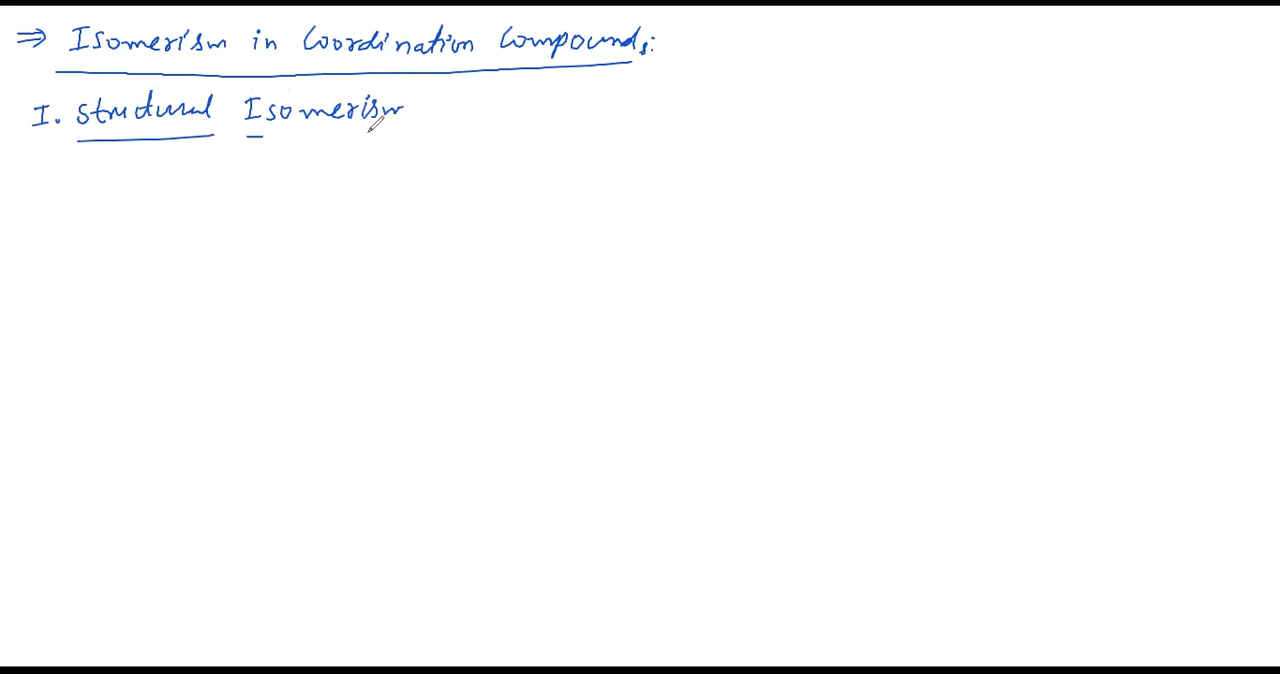 ⇒ Isomerism in Coordination Compounds:
I. Structural Isomerism